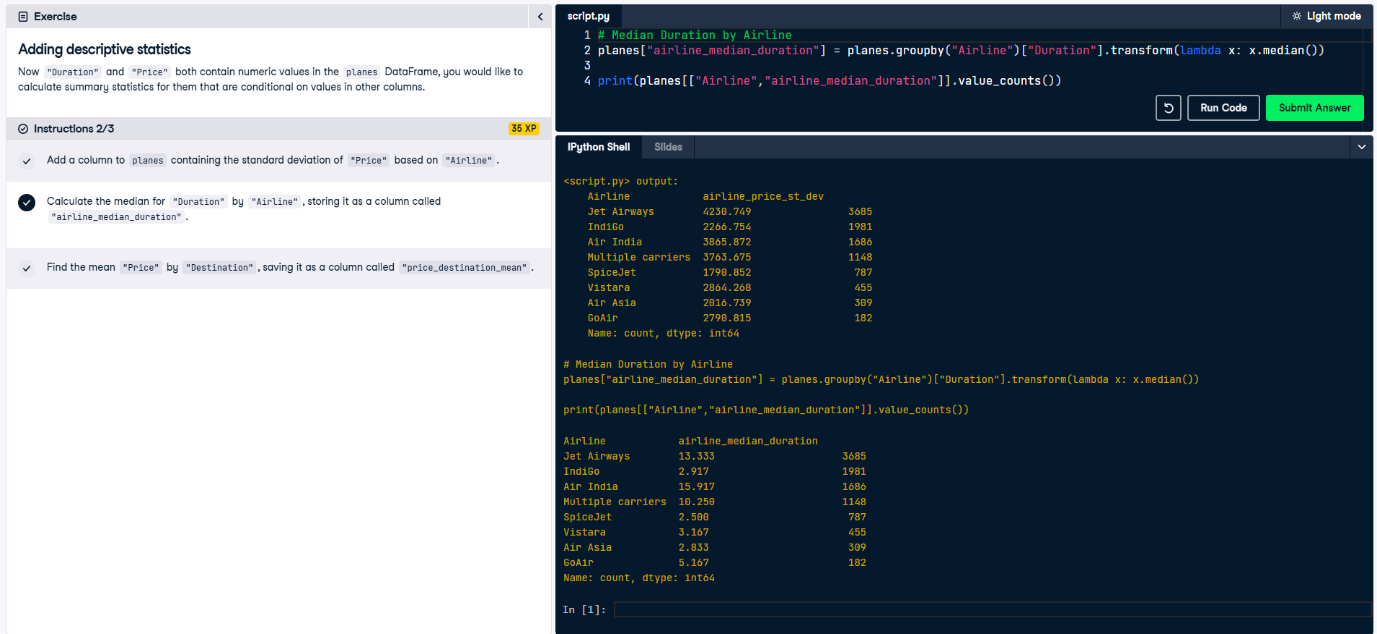 Exercise
Adding descriptive statistics
Now "Duration" and "Price" both contain numeric values in the planes DataFrame, you would like to
calculate summary statistics for them that are conditional on values in other columns.
Instructions 2/3
35 XP
Add a column to planes containing the standard deviation of "Price" based on "Airline".
Calculate the median for "Duration" by "Airline", storing it as a column called
"airline_median_duration".
Find the mean "Price" by "Destination", saving it as a column called "price_destination_mean".
script.py
Light mode
1 # Median Duration by Airline
2 planes["airline_median_duration"] = planes.groupby("Airline")["Duration"].transform(lambda x: x.median())
3
4 print(planes[["Airline","airline_median_duration"]].value_counts())
Run Code
Submit Answer
IPython Shell
Slides
<script.py> output:
Airline airline_price_st_dev
Jet Airways 4230.749 3685
IndiGo 2266.754 1981
Air India 3865.872 1686
Multiple carriers 3763.675 1148
SpiceJet 1790.852 787
Vistara 2864.268 455
Air Asia 2016.739 309
GoAir 2790.815 182
Name: count, dtype: int64
# Median Duration by Airline
planes["airline_median_duration"] = planes.groupby("Airline")["Duration"].transform(lambda x: x.median())
print(planes[["Airline","airline_median_duration"]].value_counts())
Airline airline_median_duration
Jet Airways 13.333 3685
IndiGo 2.917 1981
Air India 15.917 1686
Multiple carriers 10.250 1148
SpiceJet 2.500 787
Vistara 3.167 455
Air Asia 2.833 309
GoAir 5.167 182
Name: count, dtype: int64
In [1]: